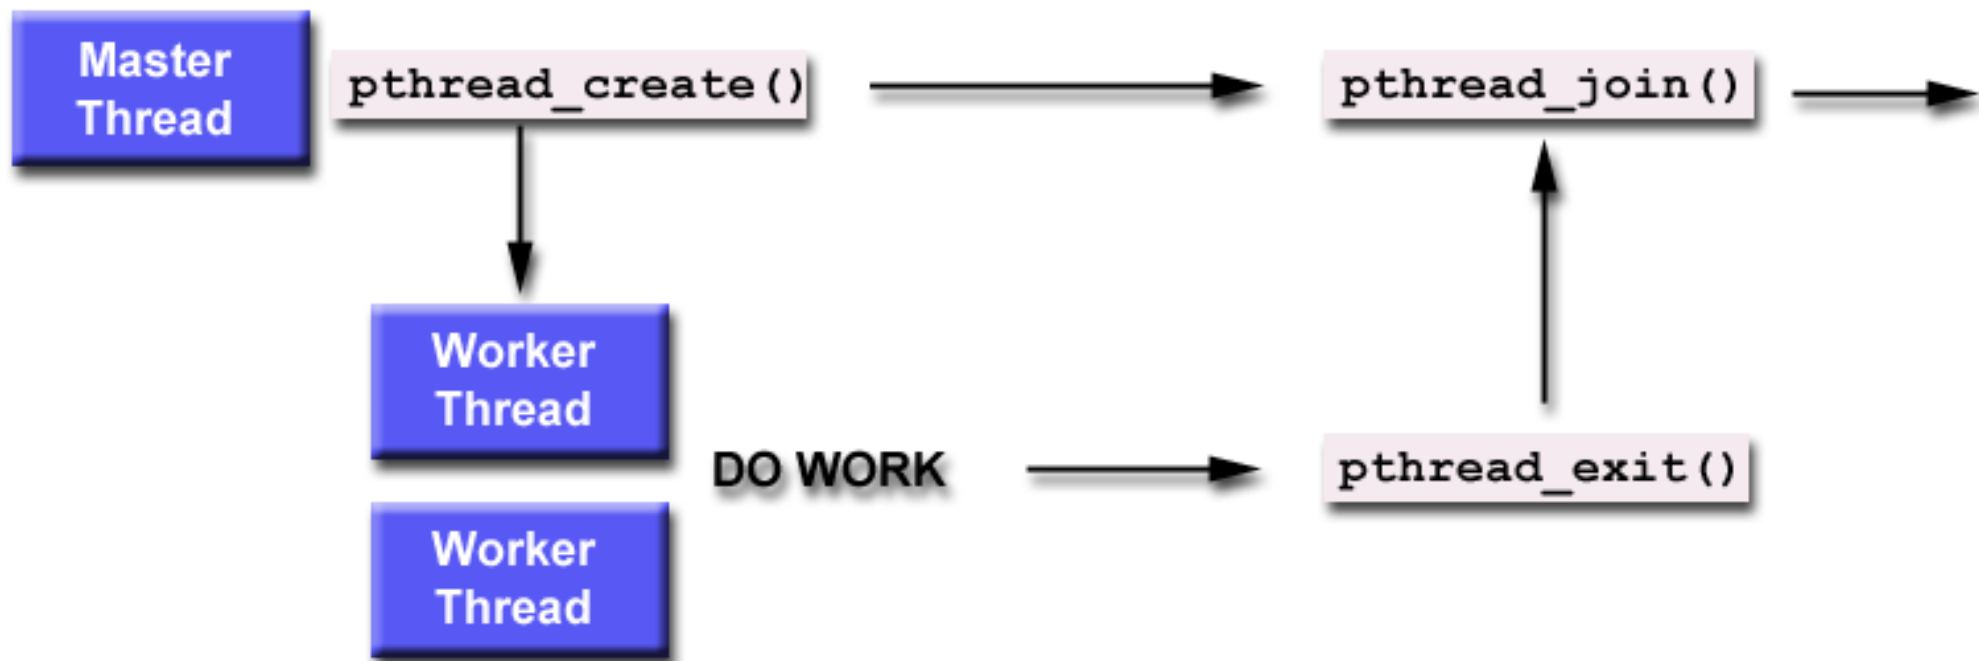 Master
Thread
pthread_create()
pthread_join()
Worker
Thread
DO WORK
pthread_exit()
Worker
Thread